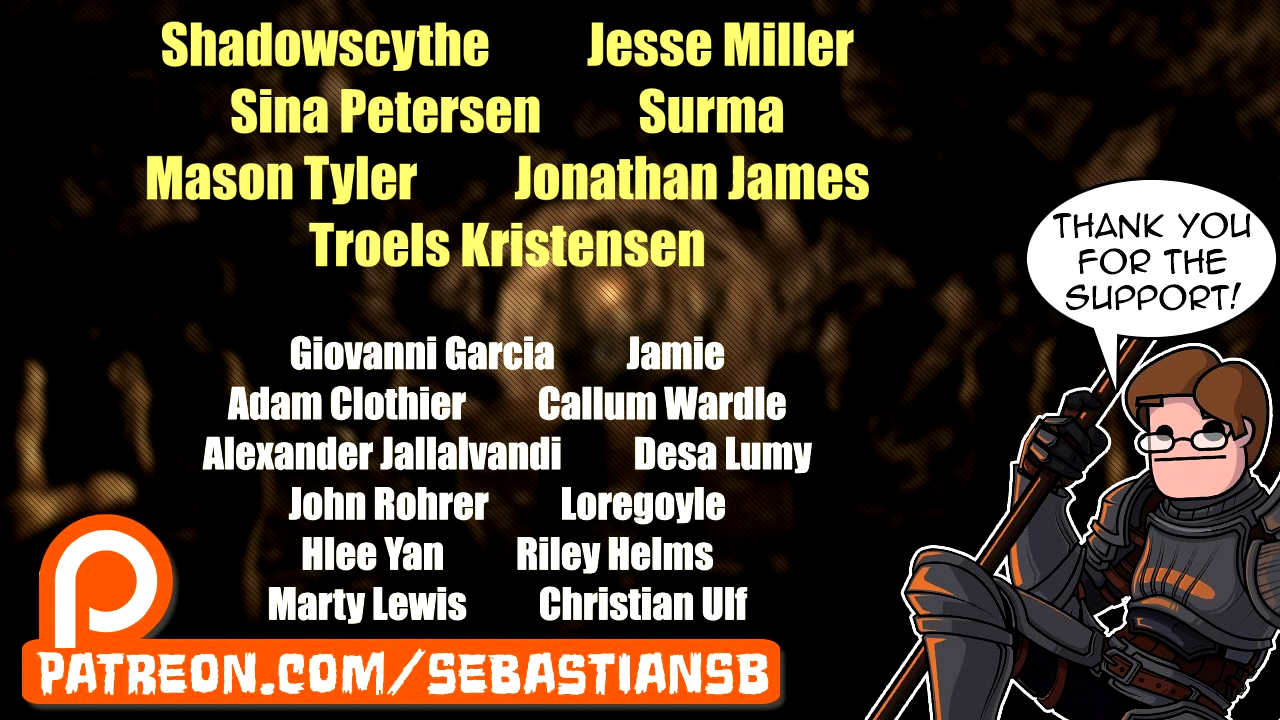 Shadowscythe Jesse Miller
Sina Petersen Surma
Mason Tyler Jonathan James
Troels Kristensen
Giovanni Garcia Jamie
Adam Clothier Callum Wardle
Alexander Jallalvandi Desa Lumy
John Rohrer Loregoyle
Hlee Yan Riley Helms
Marty Lewis Christian Ulf
PATREON.COM/SEBASTIANSB
THANK YOU
FOR THE
SUPPORT!